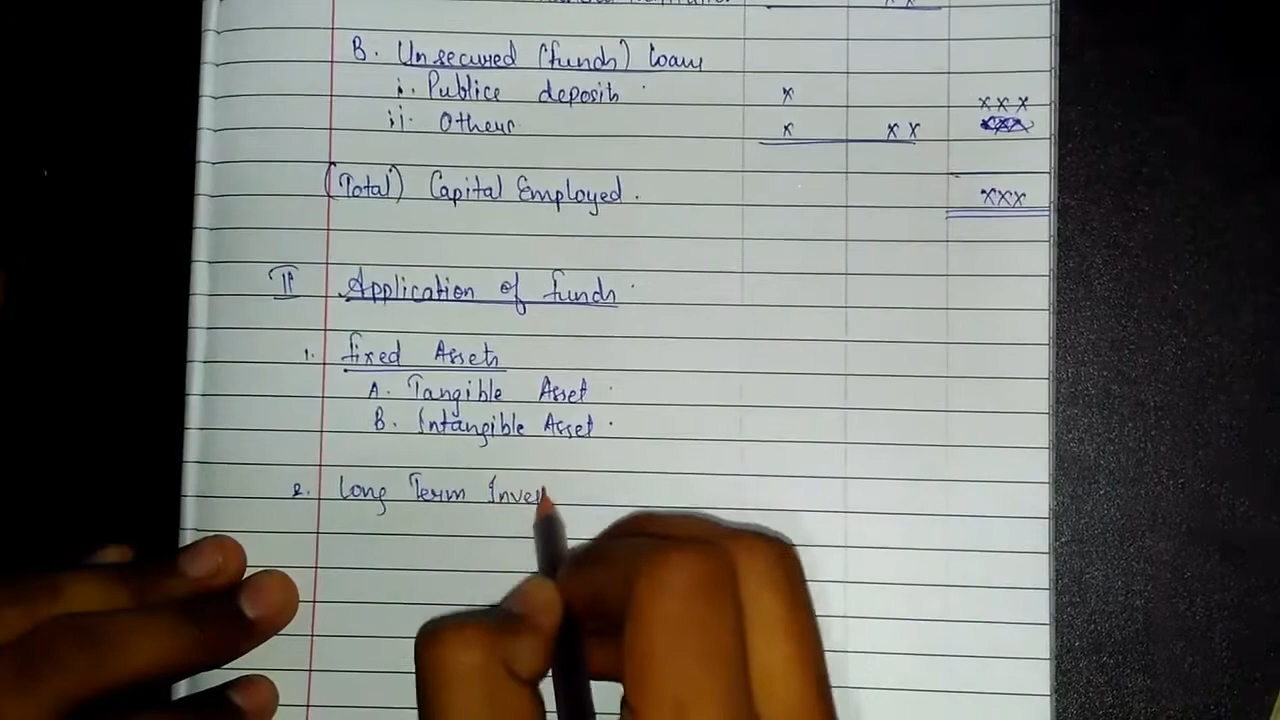 x x
B. Unsecured (funds) Loans
i. Publice deposit x x x x
ii. Others x x x
(Total) Capital Employed. x x x
II Application of funds
1. fixed Assets
A. Tangible Asset
B. Intangible Asset
2. Long Term Inve